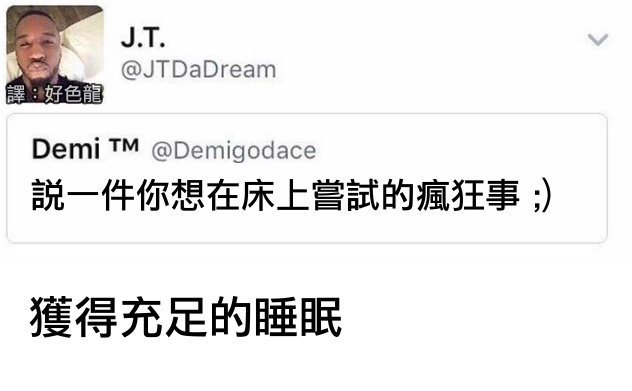 J.T.
@JTDaDream
譯：好色龍
Demi ™ @Demigodace
説一件你想在床上嘗試的瘋狂事 ;)
獲得充足的睡眠